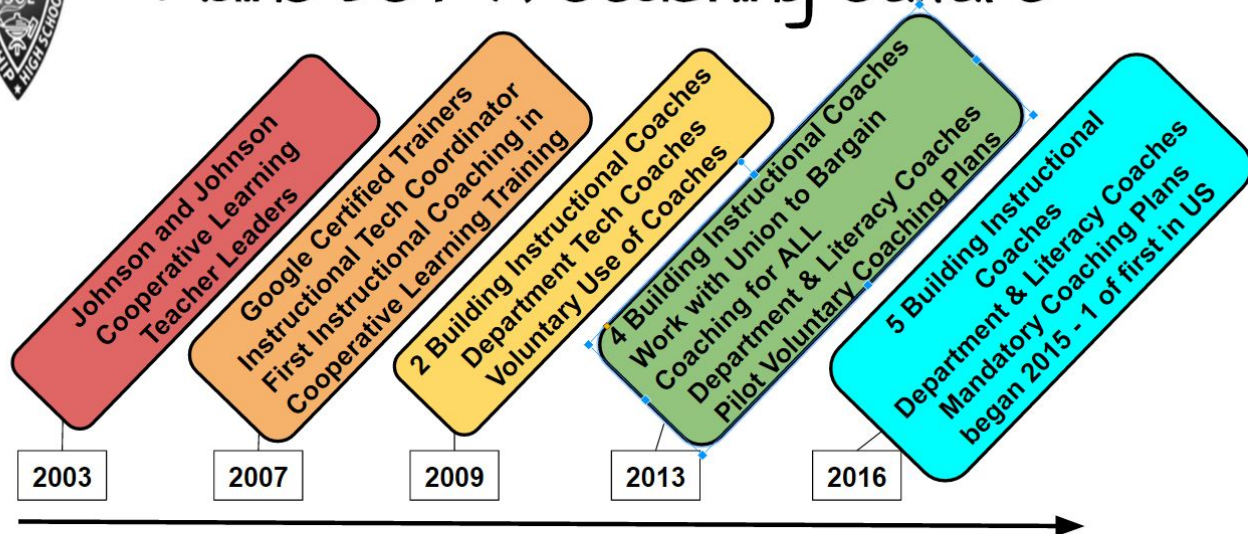 HIGH SCHOOL
Johnson and Johnson
Cooperative Learning
Teacher Leaders
Google Certified Trainers
Instructional Tech Coordinator
First Instructional Coaching in
Cooperative Learning Training
2 Building Instructional Coaches
Department Tech Coaches
Voluntary Use of Coaches
4 Building Instructional Coaches
Work with Union to Bargain
Coaching for ALL
Department & Literacy Coaches
Pilot Voluntary Coaching Plans
5 Building Instructional
Coaches
Department & Literacy Coaches
Mandatory Coaching Plans
began 2015 - 1 of first in US
2003
2007
2009
2013
2016